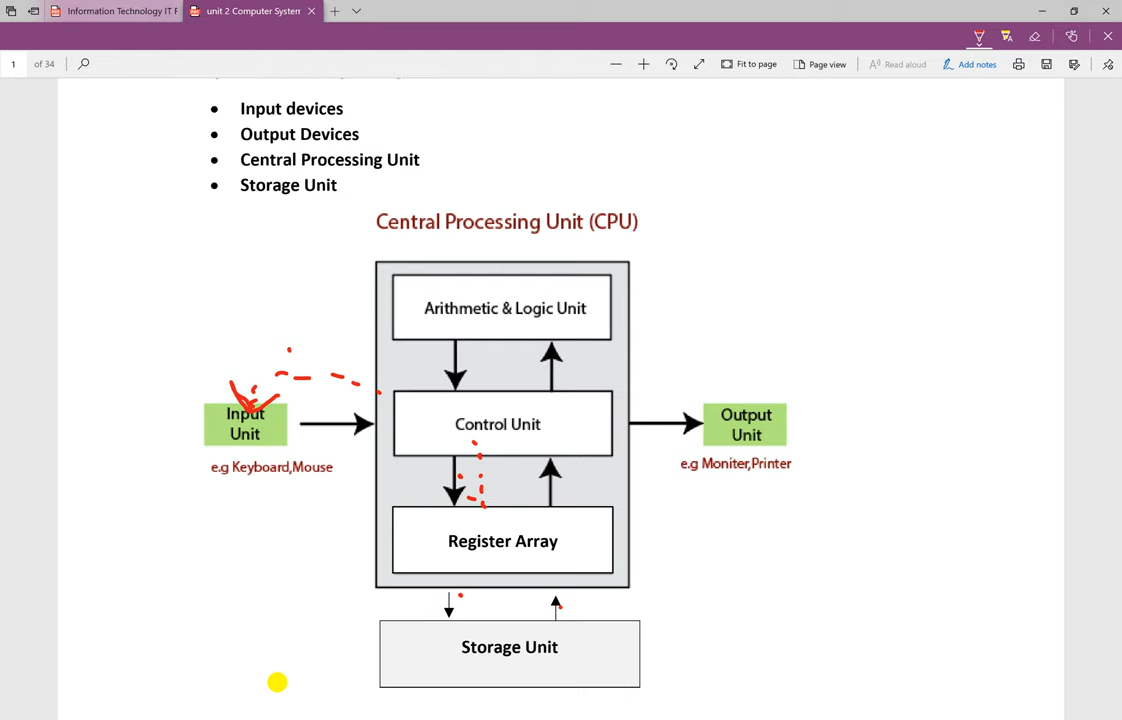 Information Technology IT F
unit 2 Computer System
1 of 34
Fit to page
Page view
Read aloud
Add notes
Input devices
Output Devices
Central Processing Unit
Storage Unit
Central Processing Unit (CPU)
Arithmetic & Logic Unit
Input
Unit
Control Unit
Output
Unit
e.g Keyboard,Mouse
e.g Moniter,Printer
Register Array
Storage Unit